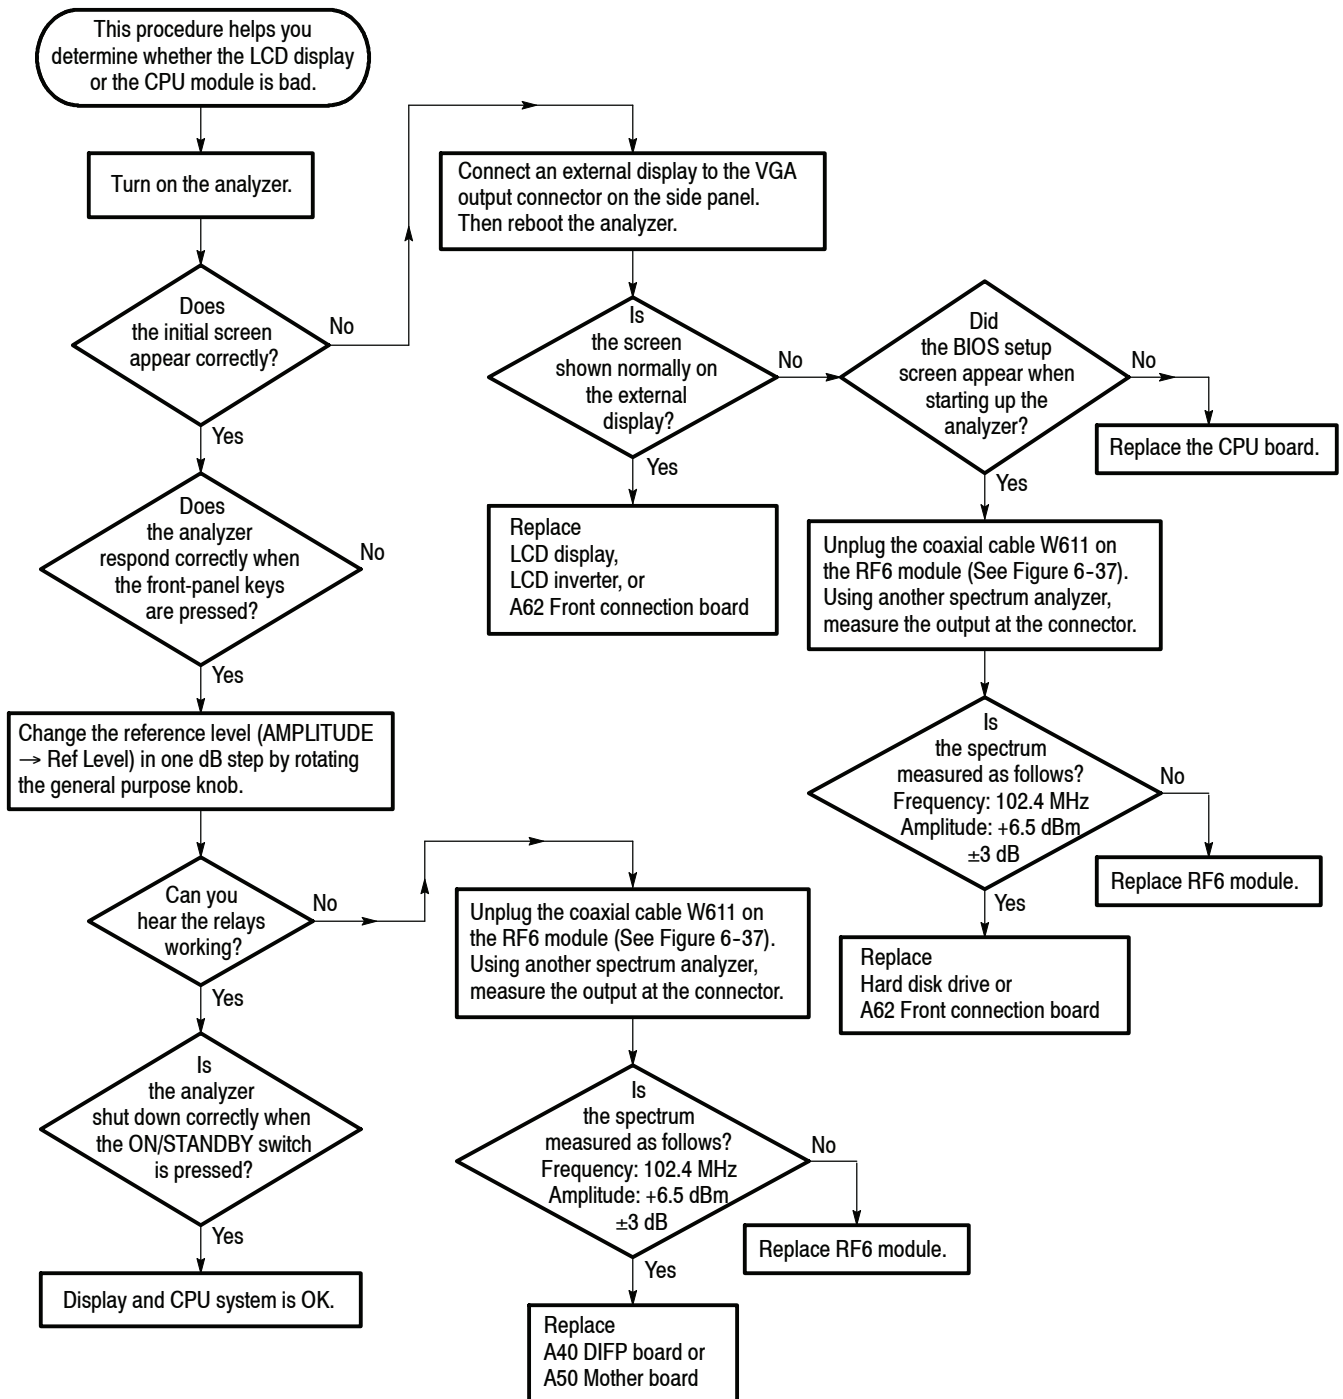 This procedure helps you
determine whether the LCD display
or the CPU module is bad.
Turn on the analyzer.
Does
the initial screen
appear correctly?
No
Yes
Does
the analyzer
respond correctly when
the front-panel keys
are pressed?
No
Yes
Change the reference level (AMPLITUDE
→ Ref Level) in one dB step by rotating
the general purpose knob.
Can you
hear the relays
working?
No
Yes
Is
the analyzer
shut down correctly when
the ON/STANDBY switch
is pressed?
Yes
Display and CPU system is OK.
Connect an external display to the VGA
output connector on the side panel.
Then reboot the analyzer.
Is
the screen
shown normally on
the external
display?
No
Yes
Replace
LCD display,
LCD inverter, or
A62 Front connection board
Did
the BIOS setup
screen appear when
starting up the
analyzer?
No
Replace the CPU board.
Yes
Unplug the coaxial cable W611 on
the RF6 module (See Figure 6-37).
Using another spectrum analyzer,
measure the output at the connector.
Is
the spectrum
measured as follows?
Frequency: 102.4 MHz
Amplitude: +6.5 dBm
±3 dB
No
Replace RF6 module.
Yes
Replace
Hard disk drive or
A62 Front connection board
Unplug the coaxial cable W611 on
the RF6 module (See Figure 6-37).
Using another spectrum analyzer,
measure the output at the connector.
Is
the spectrum
measured as follows?
Frequency: 102.4 MHz
Amplitude: +6.5 dBm
±3 dB
No
Replace RF6 module.
Yes
Replace
A40 DIFP board or
A50 Mother board